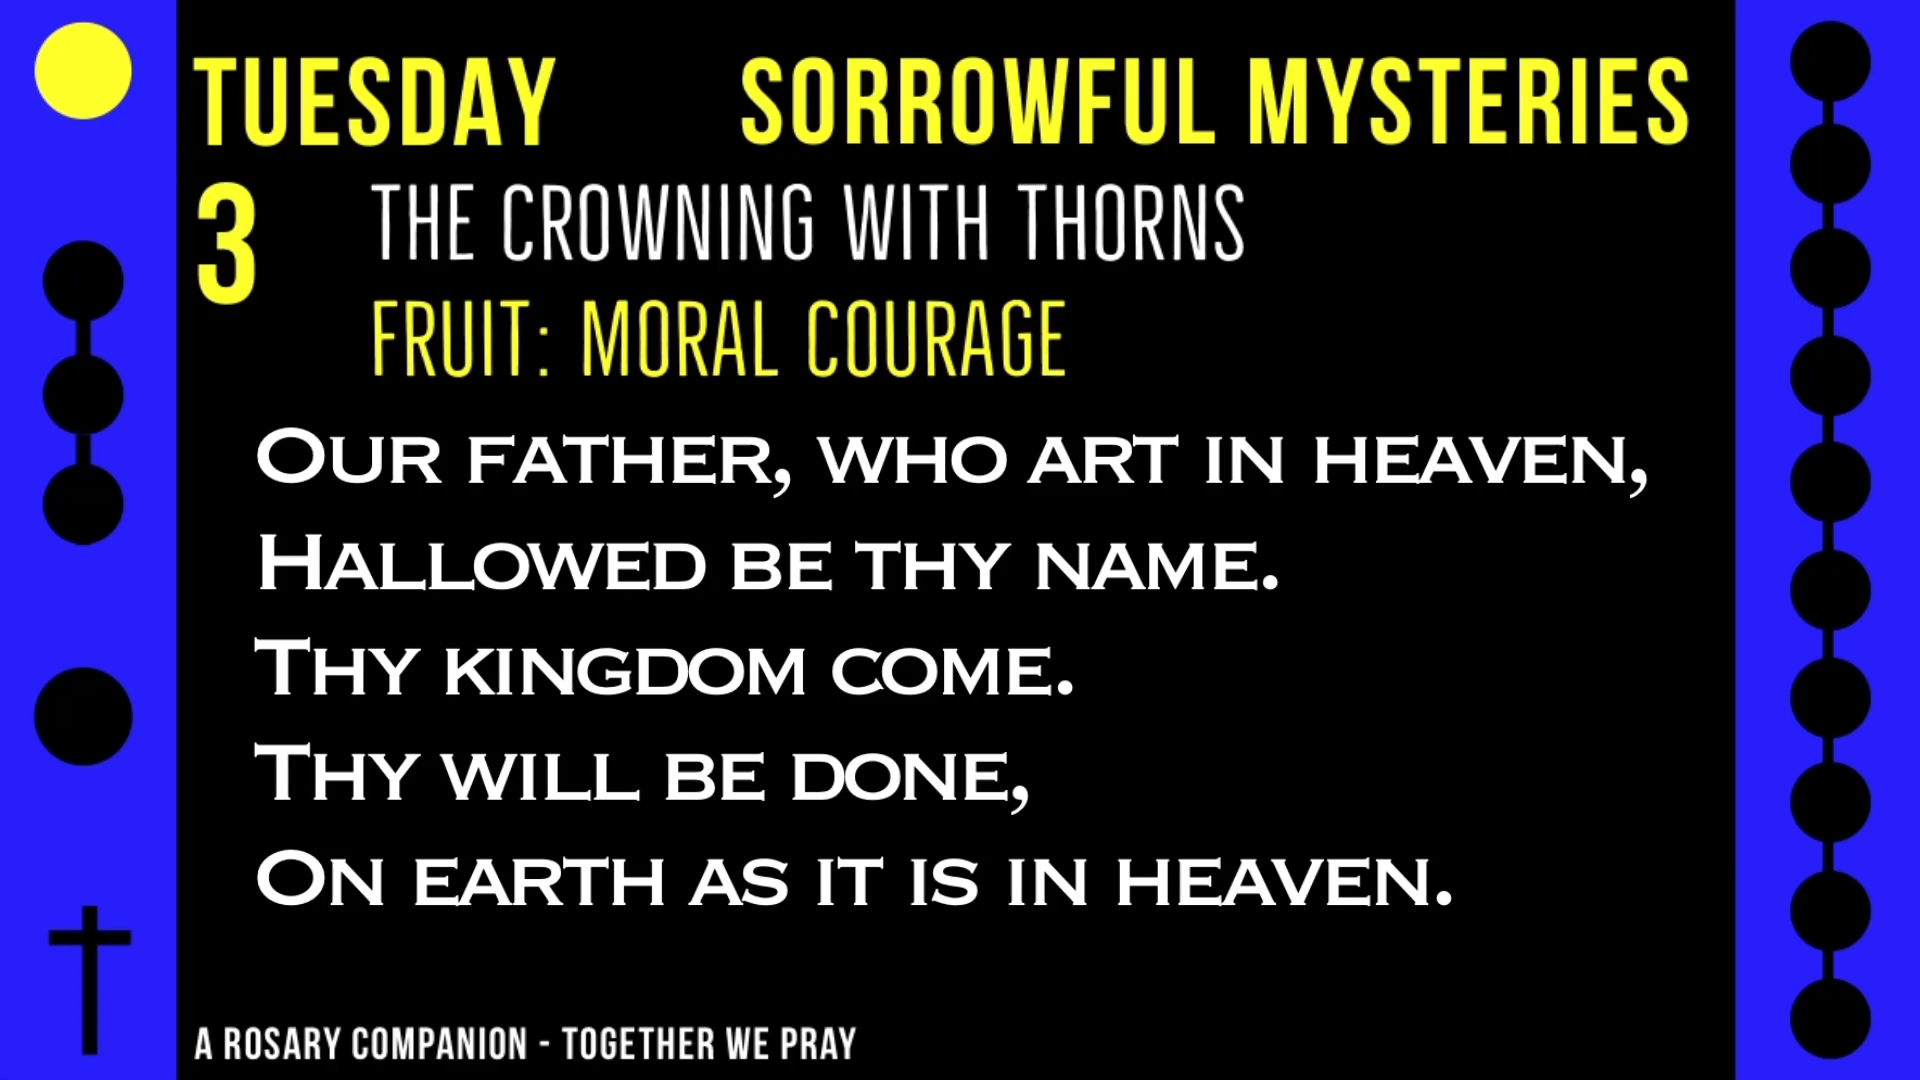 TUESDAY SORROWFUL MYSTERIES
3 THE CROWNING WITH THORNS
FRUIT: MORAL COURAGE
OUR FATHER, WHO ART IN HEAVEN,
HALLOWED BE THY NAME.
THY KINGDOM COME.
THY WILL BE DONE,
ON EARTH AS IT IS IN HEAVEN.
A ROSARY COMPANION - TOGETHER WE PRAY